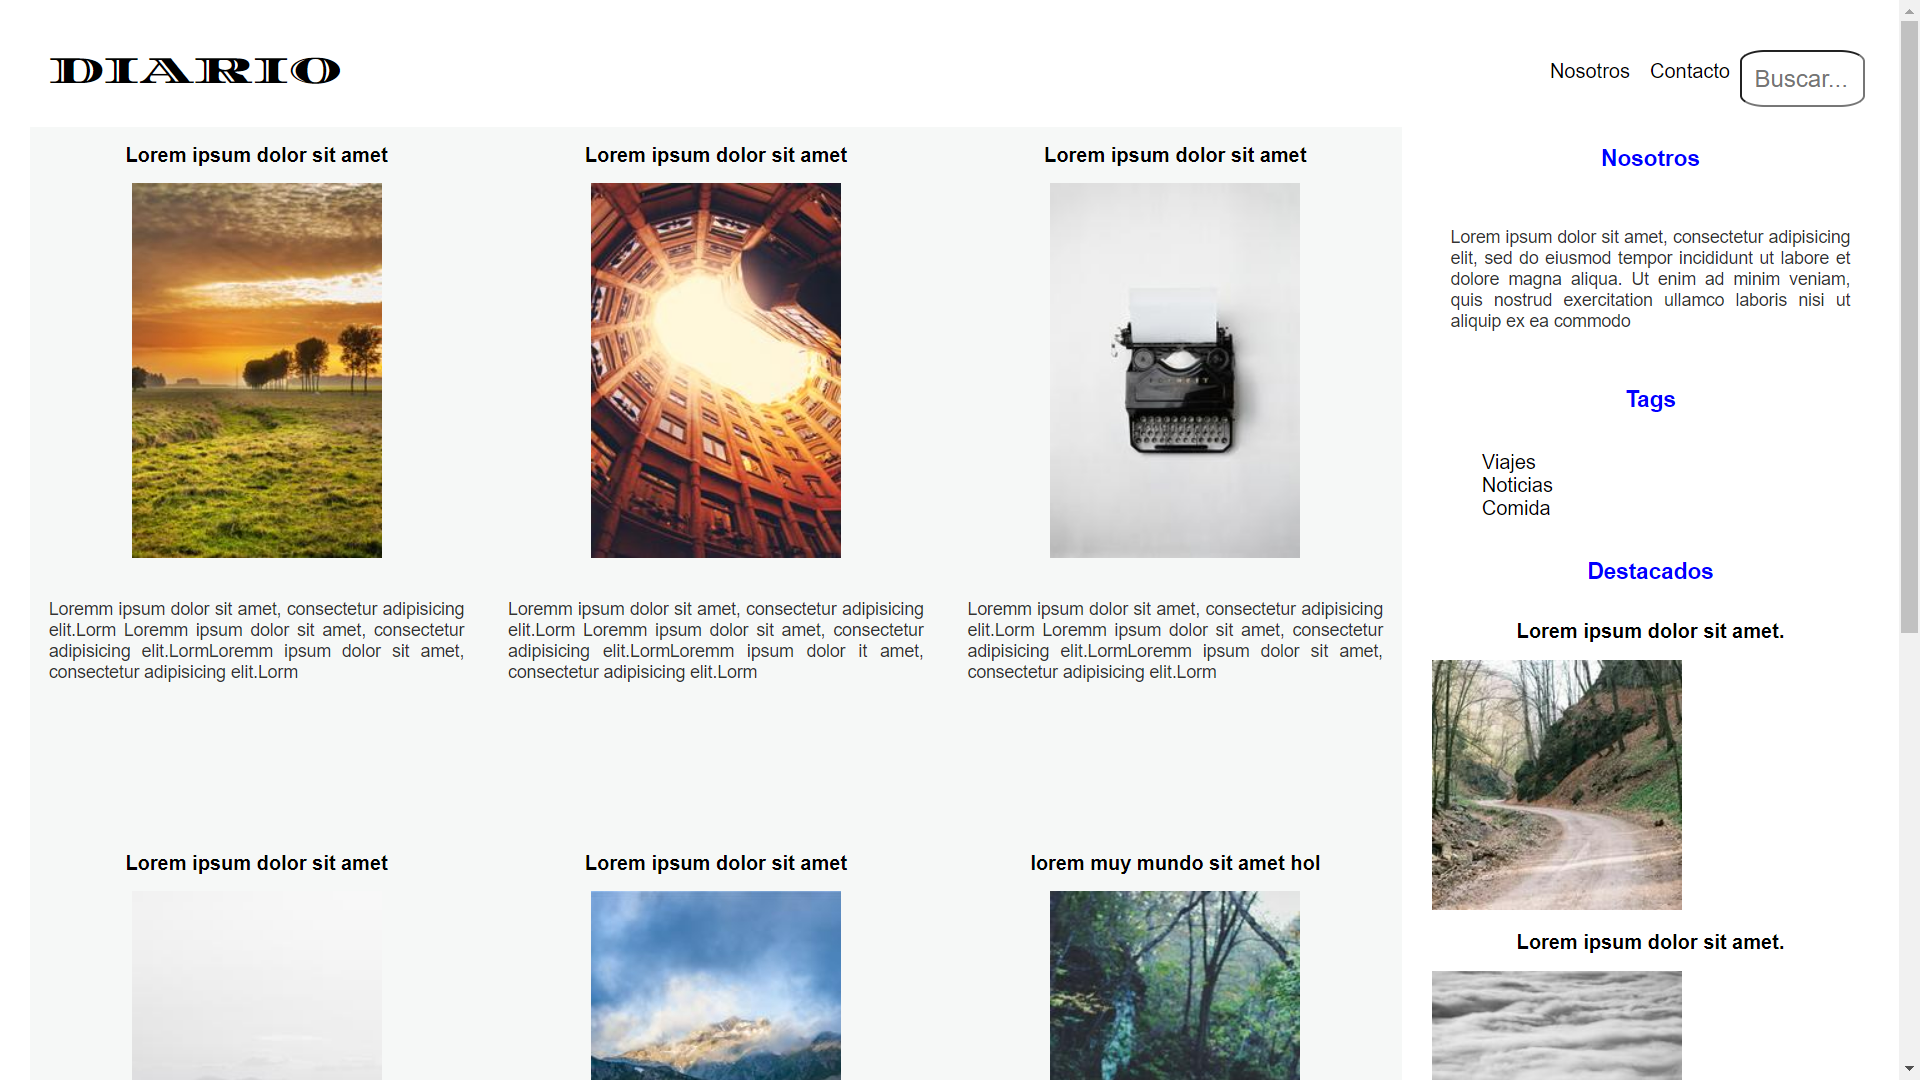 DIARIO
Nosotros Contacto Buscar...
Lorem ipsum dolor sit amet
Loremm ipsum dolor sit amet, consectetur adipisicing
elit.Lorm Loremm ipsum dolor sit amet, consectetur
adipisicing elit.LormLoremm ipsum dolor sit amet,
consectetur adipisicing elit.Lorm
Lorem ipsum dolor sit amet
Loremm ipsum dolor sit amet, consectetur adipisicing
elit.Lorm Loremm ipsum dolor sit amet, consectetur
adipisicing elit.LormLoremm ipsum dolor it amet,
consectetur adipisicing elit.Lorm
Lorem ipsum dolor sit amet
Loremm ipsum dolor sit amet, consectetur adipisicing
elit.Lorm Loremm ipsum dolor sit amet, consectetur
adipisicing elit.LormLoremm ipsum dolor sit amet,
consectetur adipisicing elit.Lorm
Lorem ipsum dolor sit amet
Lorem ipsum dolor sit amet
lorem muy mundo sit amet hol
Nosotros
Lorem ipsum dolor sit amet, consectetur adipisicing
elit, sed do eiusmod tempor incididunt ut labore et
dolore magna aliqua. Ut enim ad minim veniam,
quis nostrud exercitation ullamco laboris nisi ut
aliquip ex ea commodo
Tags
Viajes
Noticias
Comida
Destacados
Lorem ipsum dolor sit amet.
Lorem ipsum dolor sit amet.